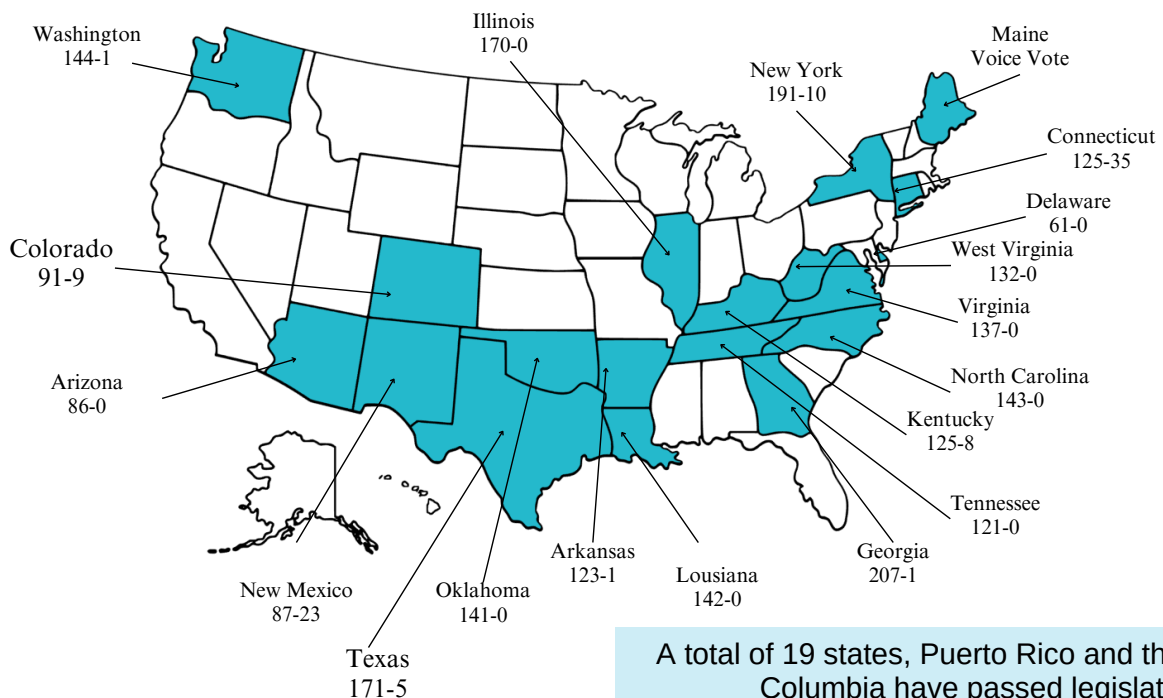 Washington
144-1
Illinois
170-0
Maine
Voice Vote
New York
191-10
Connecticut
125-35
Delaware
61-0
Colorado
91-9
West Virginia
132-0
Virginia
137-0
Arizona
86-0
North Carolina
143-0
Kentucky
125-8
Tennessee
121-0
Arkansas
123-1
Georgia
207-1
Lousiana
142-0
New Mexico
87-23
Oklahoma
141-0
Texas
171-5
A total of 19 states, Puerto Rico and
Columbia have passed